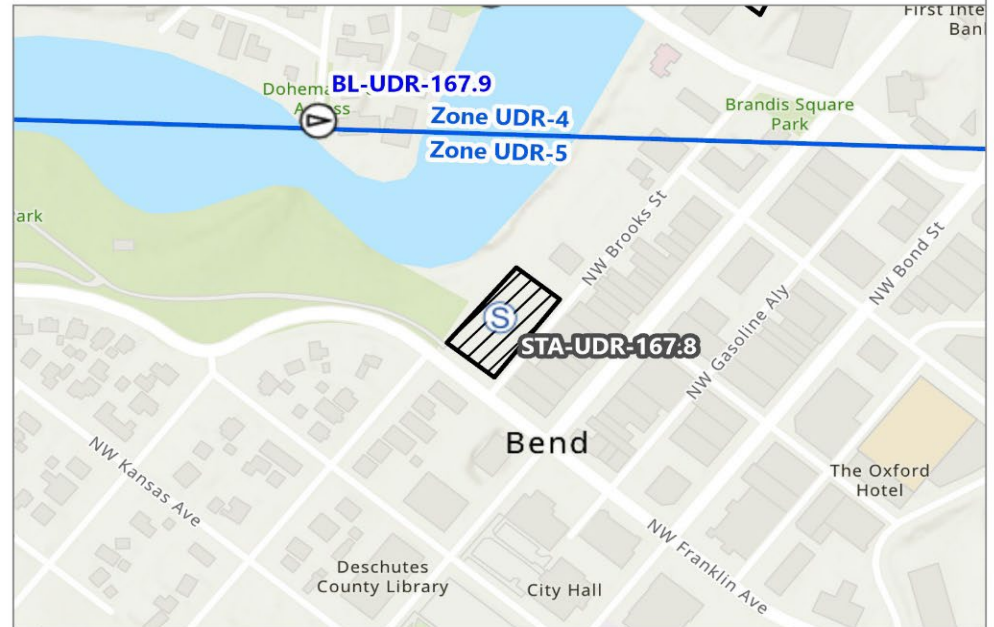 First Inte
Ban
BL-UDR-167.9
Dohema
Zone UDR-4
Zone UDR-5
Brandis Square
Park
ark
NW Brooks St
NW Bond St
NW Gasoline Aly
S
STA-UDR-167.8
Bend
NW Kansas Ave
The Oxford
Hotel
NW Franklin Ave
Deschutes
County Library
City Hall